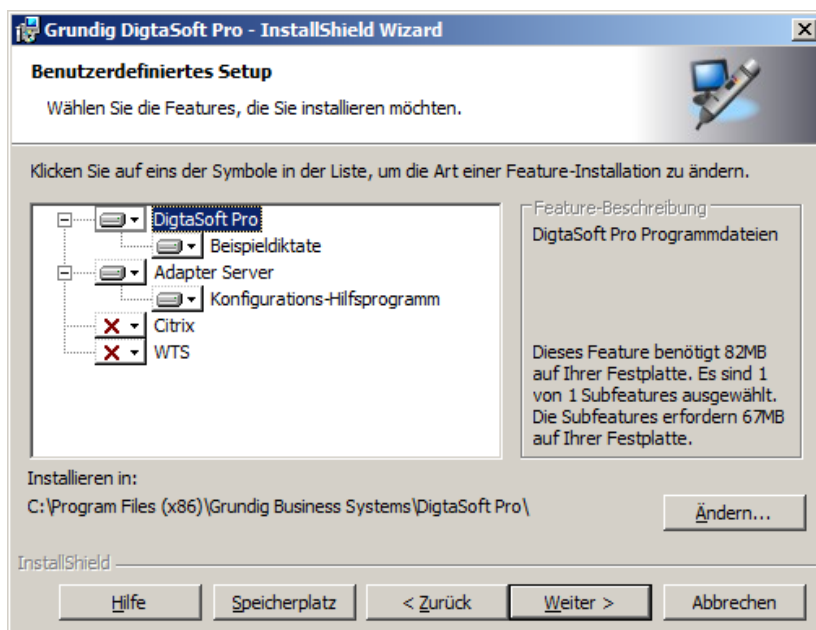 Grundig DigtaSoft Pro - InstallShield Wizard
Benutzerdefiniertes Setup
Wählen Sie die Features, die Sie installieren möchten.
Klicken Sie auf eins der Symbole in der Liste, um die Art einer Feature-Installation zu ändern.
DigtaSoft Pro
Beispieldiktate
Adapter Server
Konfigurations-Hilfsprogramm
Citrix
WTS
Feature-Beschreibung
DigtaSoft Pro Programmdateien
Dieses Feature benötigt 82MB
auf Ihrer Festplatte. Es sind 1
von 1 Subfeatures ausgewählt.
Die Subfeatures erfordern 67MB
auf Ihrer Festplatte.
Installieren in:
C:\Program Files (x86)\Grundig Business Systems\DigtaSoft Pro\
Ändern...
InstallShield
Hilfe
Speicherplatz
< Zurück
Weiter >
Abbrechen